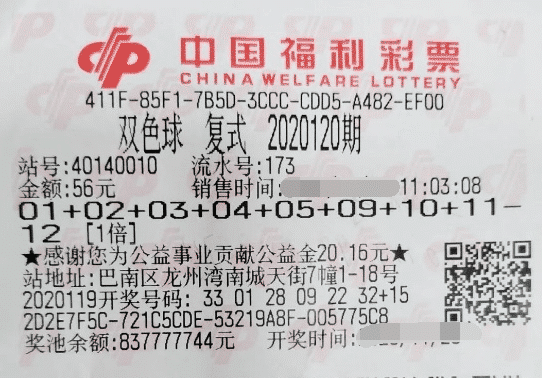 中国福利彩票
CHINA WELFARE LOTTERY
411F-85F1-7B5D-3CCC-CDD5-A482-EF00
双色球 复式 2020120期
站号:40140010 流水号:173
金额:56元 销售时间: 11:03:08
01+02+03+04+05+09+10+11-
12 [1倍]
★感谢您为公益事业贡献公益金20.16元★
站地址:巴南区龙州湾南城天街7幢1-18号
2020119开奖号码: 33 01 28 09 22 32+15
2D2E7F5C-721C5CDE-53219A8F-005775C8
奖池余额:837777744元 开奖时间: